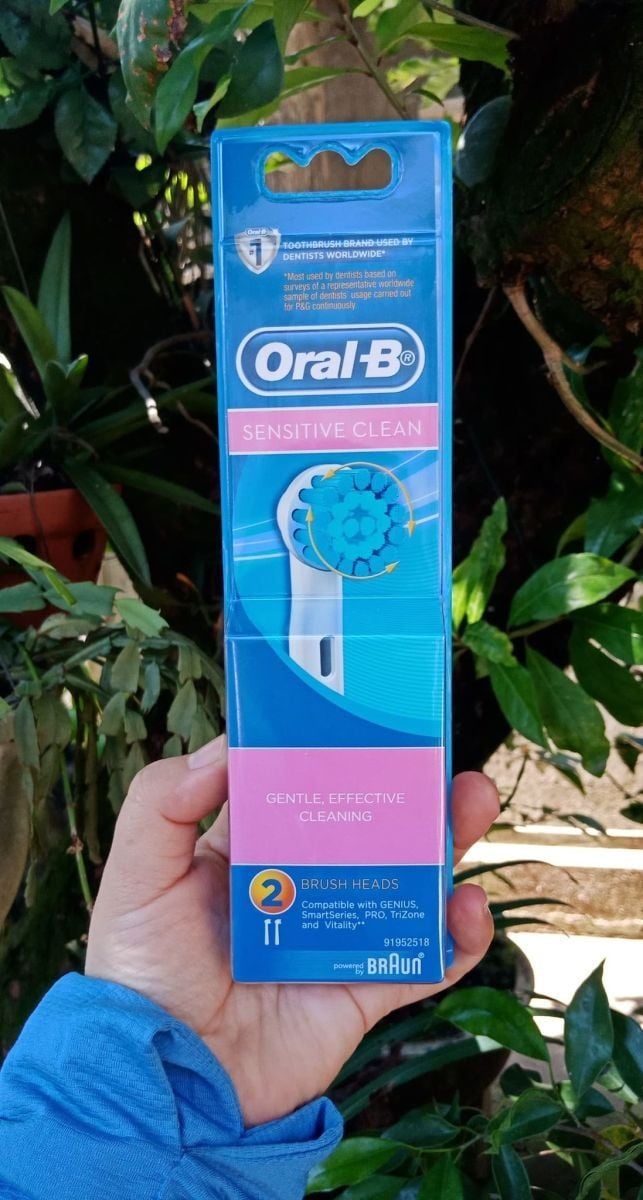 Oral-B
#1
TOOTHBRUSH BRAND USED BY
DENTISTS WORLDWIDE*
*Most used by dentists based on
surveys of a representative worldwide
sample of dentists' usage carried out
for P&G continuously
Oral-B®
SENSITIVE CLEAN
GENTLE, EFFECTIVE
CLEANING
2 BRUSH HEADS
Compatible with GENIUS,
SmartSeries, PRO, TriZone
and Vitality**
91952518
powered by BRAUN®